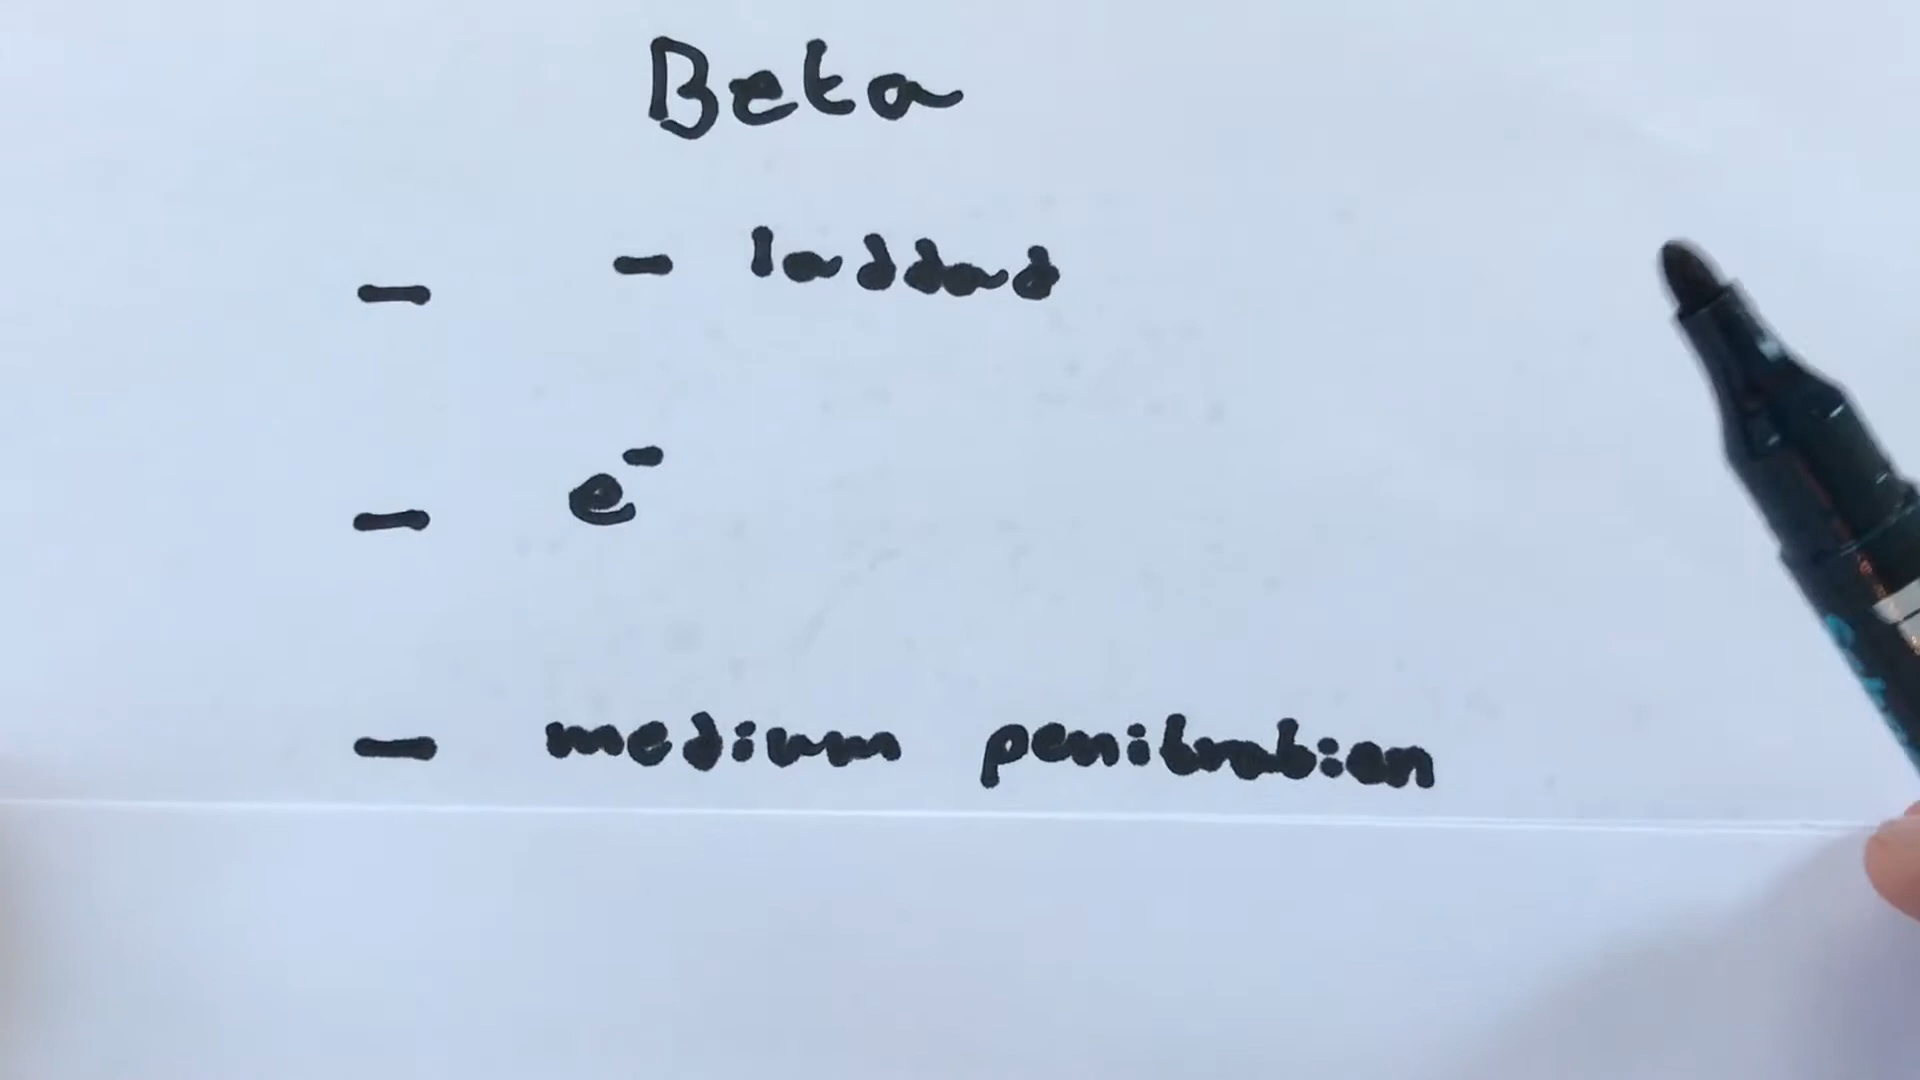 Beta
- - laddad
- e⁻
- medium penitration